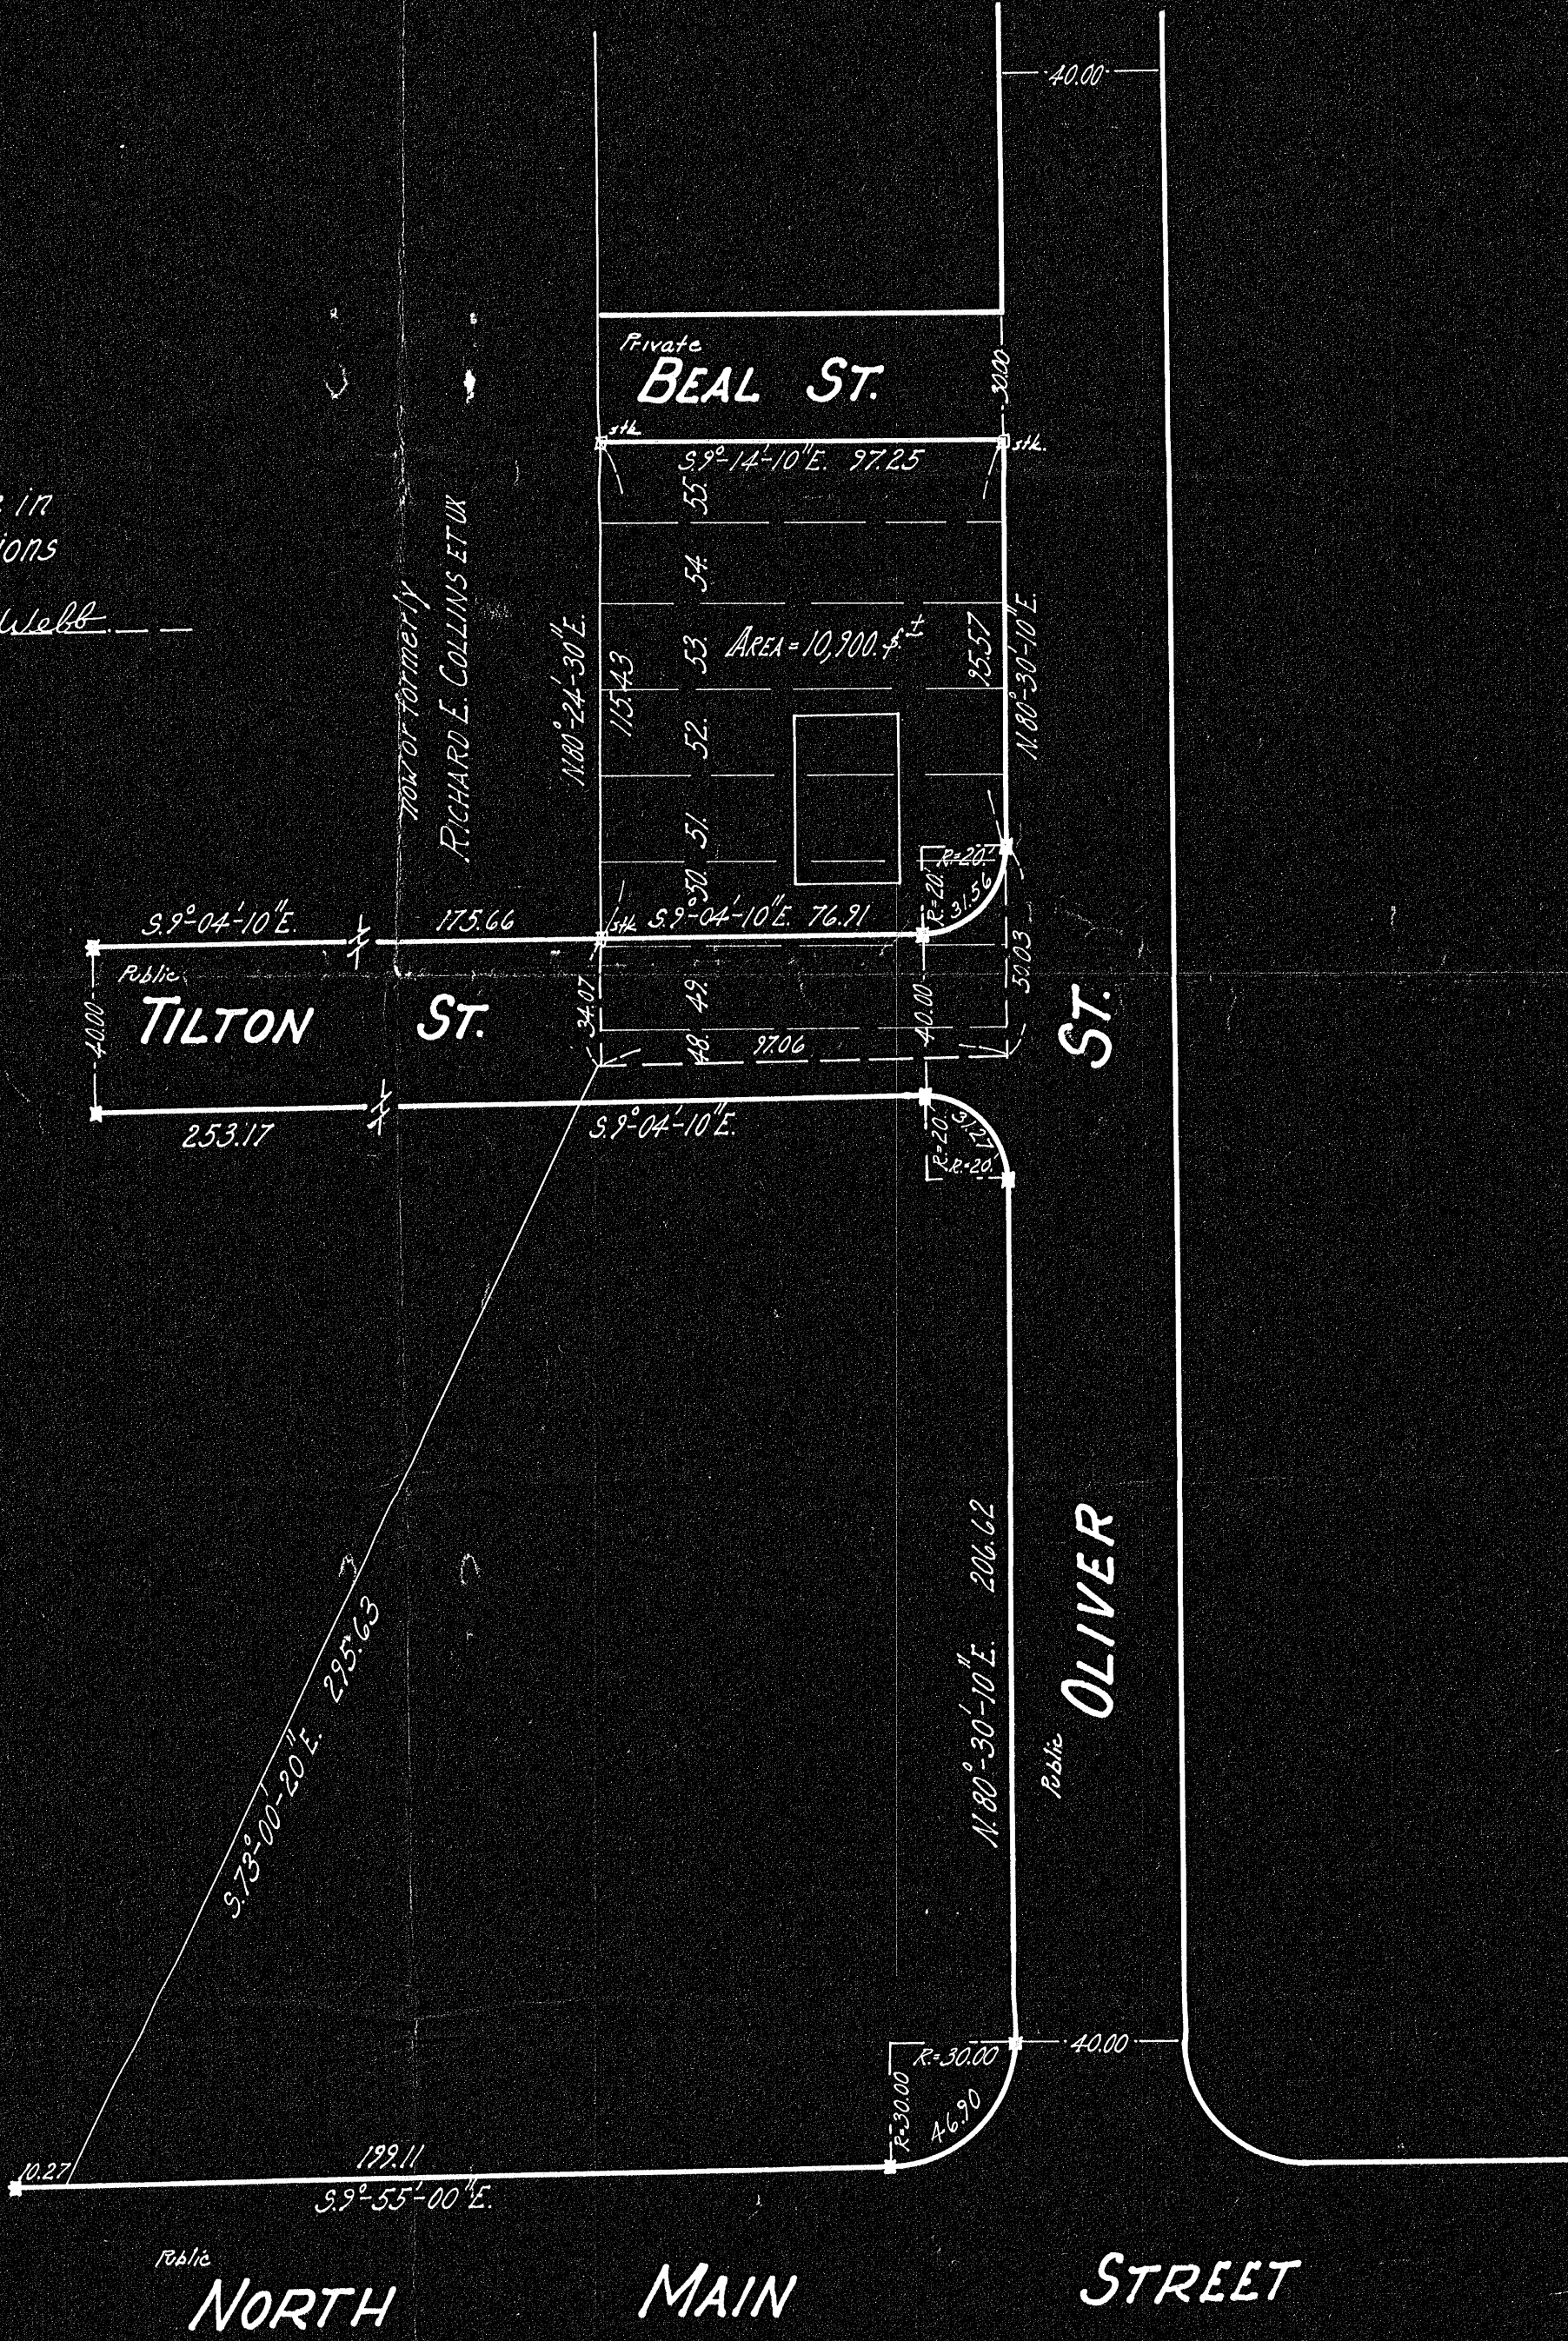 40.00
Private
BEAL ST.
30.00
stk.
stk.
S.9°-14'-10"E. 97.25
in
ions
Webb
now or formerly
RICHARD E. COLLINS ET UX
N.80°-24'-30"E.
115.43
55.
54.
53.
52.
51.
50.
AREA = 10,900.
95.57
N.80°-30'-10"E.
R.=20.'
R.=20.'
31.56
S.9°-04'-10"E.
175.66
stk
S.9°-04'-10"E. 76.91
Public
TILTON ST.
40.00
34.07
49.
48.
97.06
40.00
50.03
253.17
S.9°-04'-10"E.
R.=20.'
R.=20.'
31.27
ST.
OLIVER
Public
N.80°-30'-10"E. 206.62
S.73°-00'-20"E. 295.63
R.=30.00
R=30.00
46.90
40.00
10.27
199.11
S.9°-55'-00"E.
Public
NORTH MAIN STREET